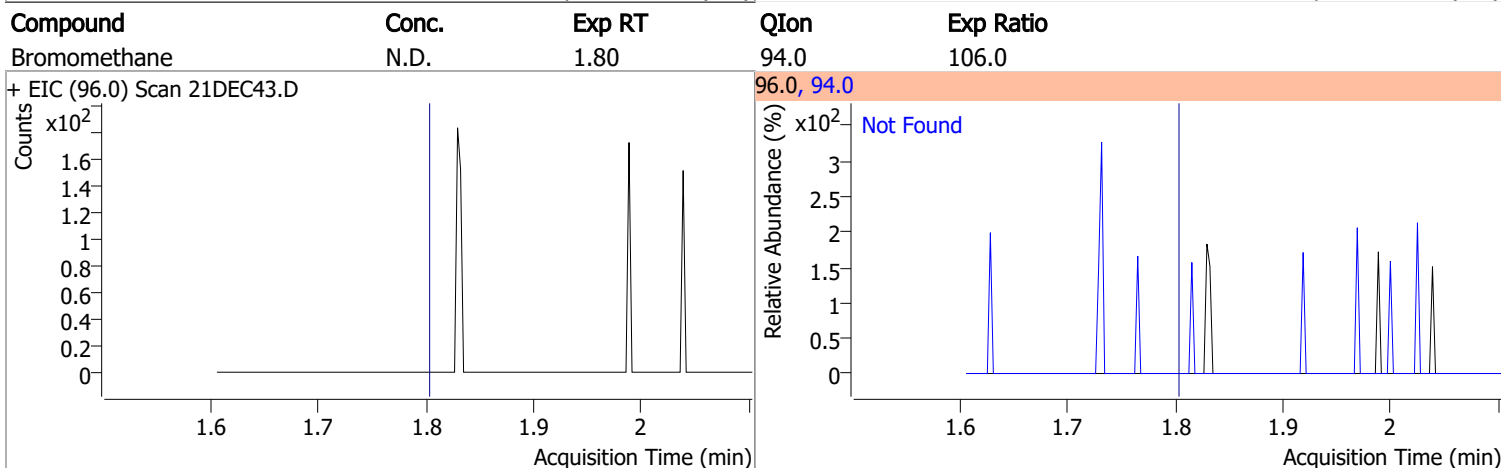 Compound Conc. Exp RT QIon Exp Ratio
Bromomethane N.D. 1.80 94.0 106.0
+ EIC (96.0) Scan 21DEC43.D
Counts
x10²
1.6
1.4
1.2
1
0.8
0.6
0.4
0.2
0
1.6 1.7 1.8 1.9 2
Acquisition Time (min)
96.0, 94.0
Relative Abundance (%)
x10²
Not Found
3
2.5
2
1.5
1
0.5
0
1.6 1.7 1.8 1.9 2
Acquisition Time (min)